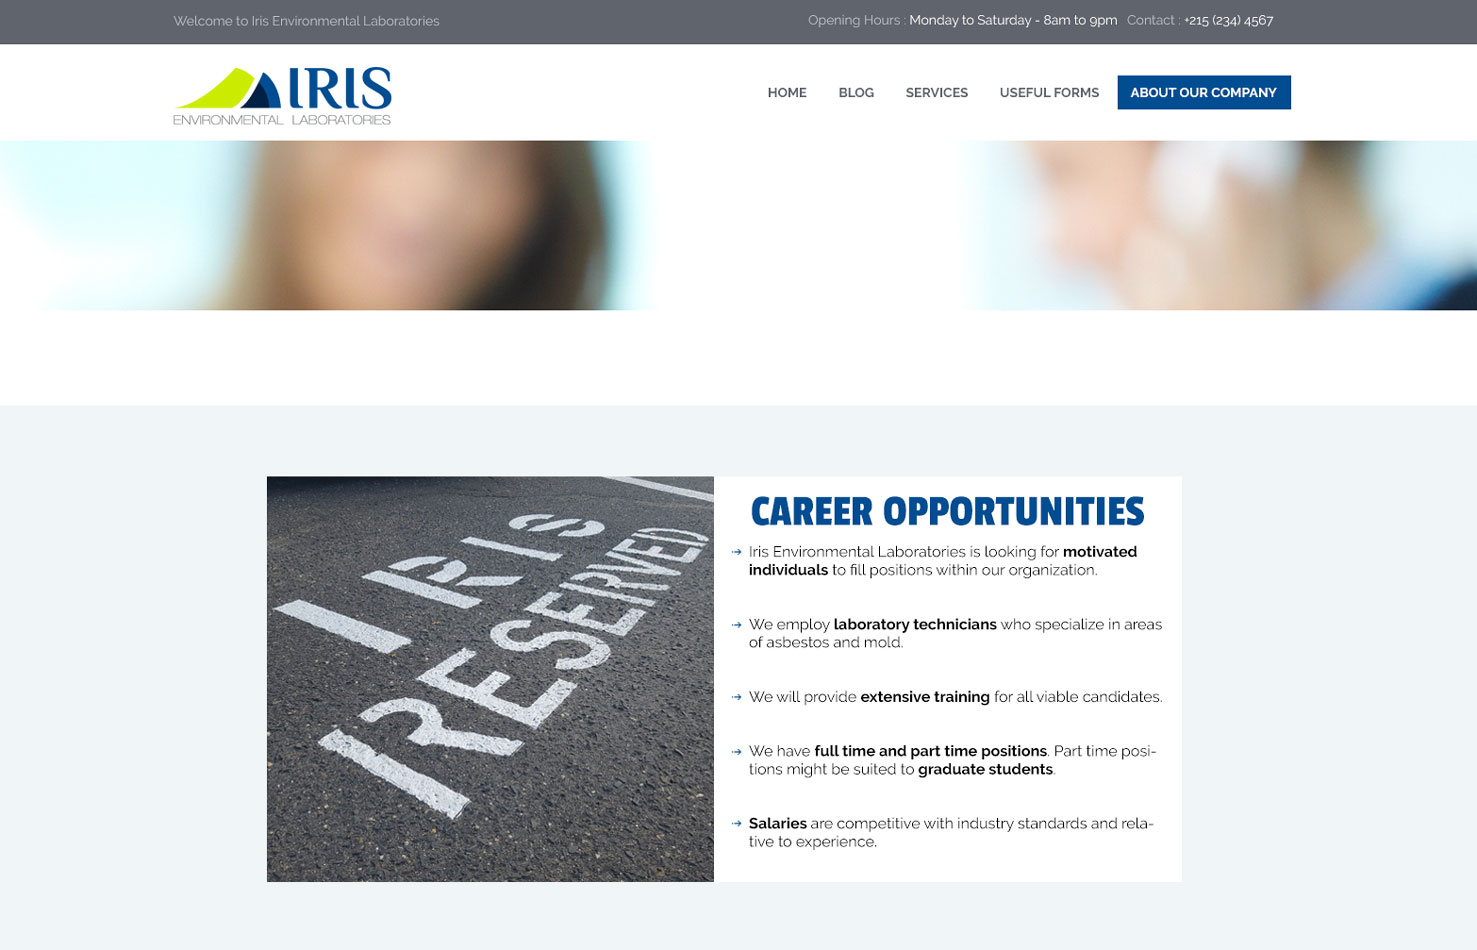 Welcome to Iris Environmental Laboratories
Opening Hours : Monday to Saturday - 8am to 9pm Contact : +215 (234) 4567
IRIS
ENVIRONMENTAL LABORATORIES
HOME BLOG SERVICES USEFUL FORMS ABOUT OUR COMPANY
IRIS
RESERVED
CAREER OPPORTUNITIES
Iris Environmental Laboratories is looking for motivated
individuals to fill positions within our organization.
We employ laboratory technicians who specialize in areas
of asbestos and mold.
We will provide extensive training for all viable candidates.
We have full time and part time positions. Part time posi-
tions might be suited to graduate students.
Salaries are competitive with industry standards and rela-
tive to experience.